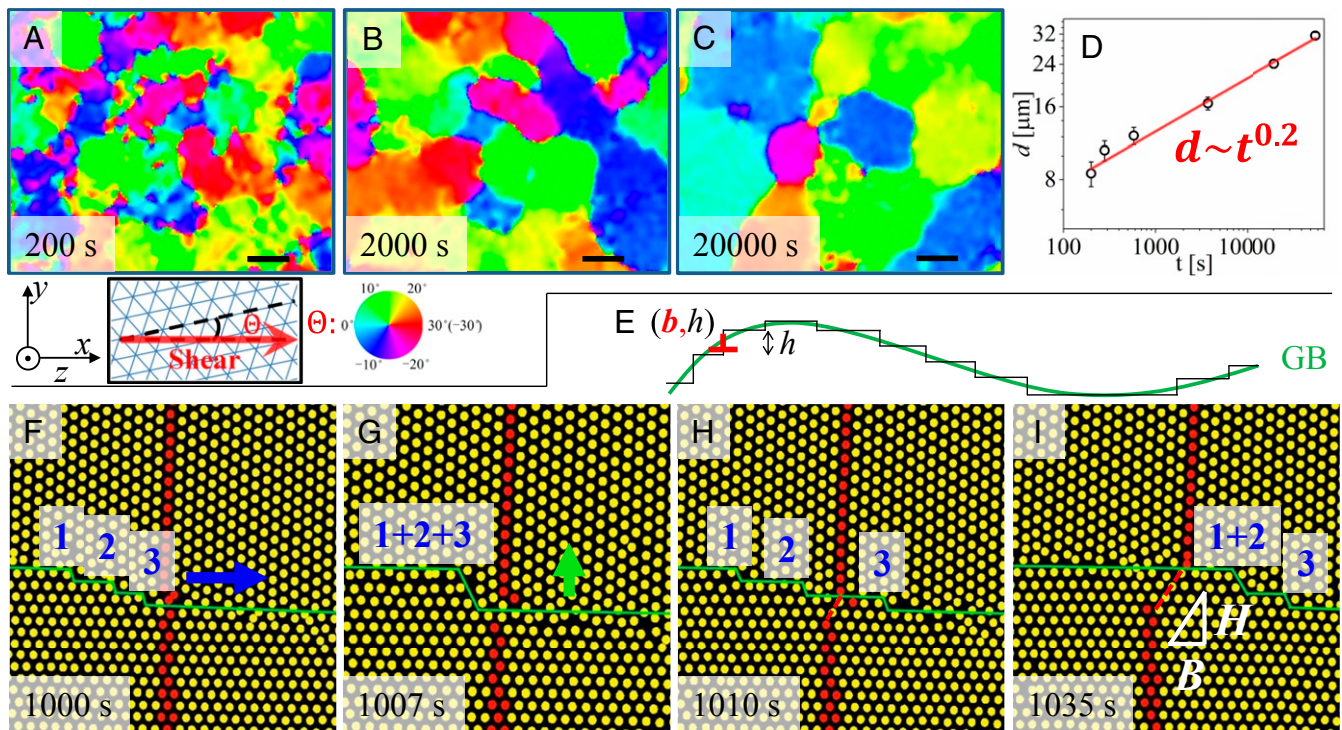 A
200 s
B
2000 s
C
20000 s
D
d [μm]
32
24
16
8
d~t^0.2
100
1000
10000
t [s]
y
x
z
Θ
Shear
Θ:
10°
20°
0°
30°(−30°)
−10°
−20°
E
(b,h)
h
GB
F
1
2
3
1000 s
G
1+2+3
1007 s
H
1
2
3
1010 s
I
1+2
3
H
B
1035 s